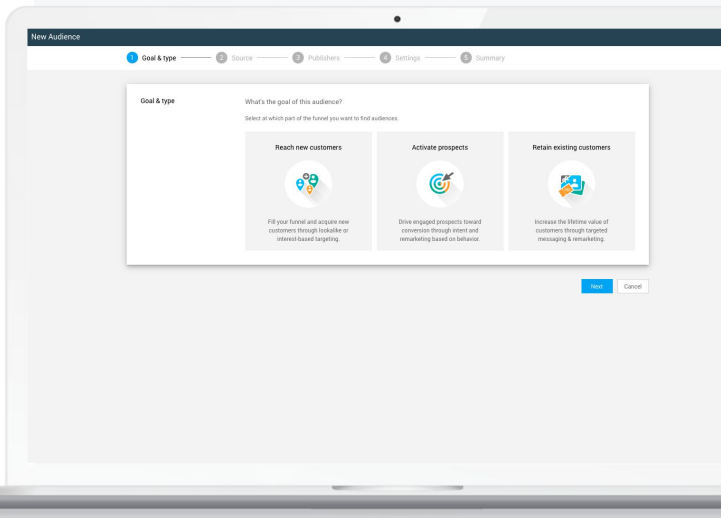 New Audience
1 Goal & type 2 Source 3 Publishers 4 Settings 5 Summary
Goal & type
What's the goal of this audience?
Select at which part of the funnel you want to find audiences.
Reach new customers
Fill your funnel and acquire new
customers through lookalike or
interest-based targeting.
Activate prospects
Drive engaged prospects toward
conversion through intent and
remarketing based on behavior.
Retain existing customers
Increase the lifetime value of
customers through targeted
messaging & remarketing.
Next Cancel